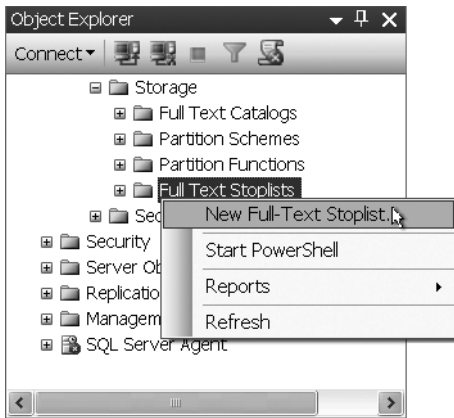 Object Explorer
Connect
Storage
Full Text Catalogs
Partition Schemes
Partition Functions
Full Text Stoplists
Sec
New Full-Text Stoplist..
Security
Start PowerShell
Server Ob
Replicatio
Reports
Managem
Refresh
SQL Server Agent